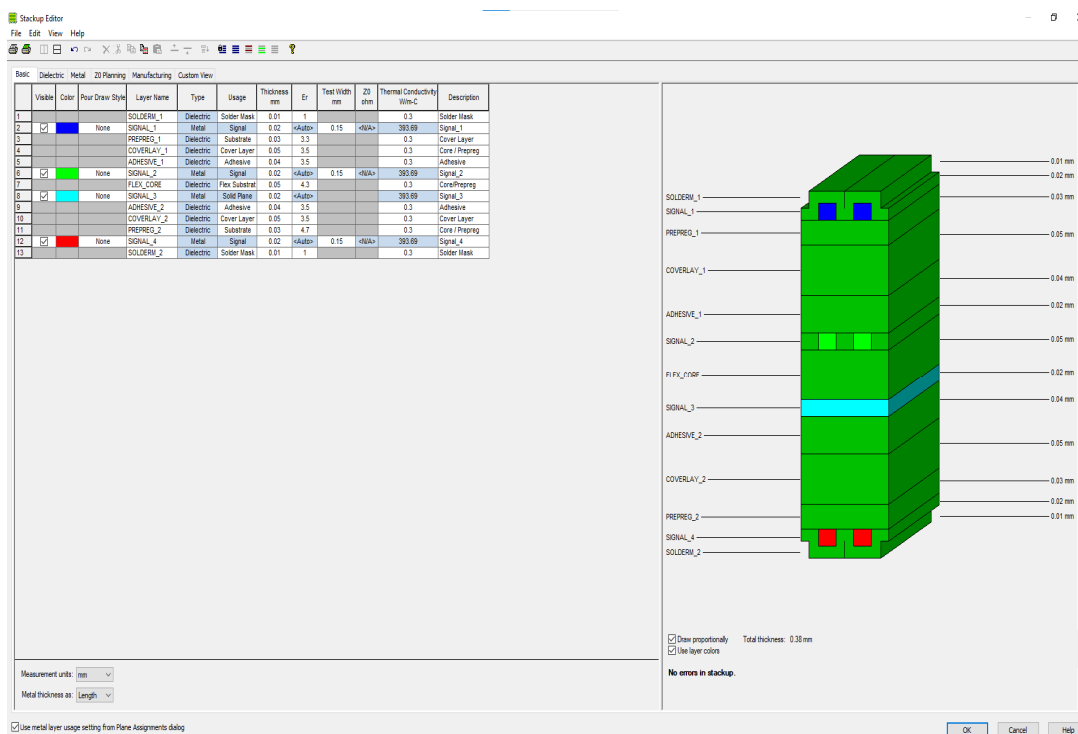 Stackup Editor
File Edit View Help
Basic Dielectric Metal Z0 Planning Manufacturing Custom View
Visible Color Pour Draw Style Layer Name Type Usage Thickness mm Er Test Width mm Z0 ohm Thermal Conductivity W/m-C Description
1 SOLDERM_1 Dielectric Solder Mask 0.01 1 0.3 Solder Mask
2 None SIGNAL_1 Metal Signal 0.02 <Auto> 0.15 <N/A> 393.69 Signal_1
3 PREPREG_1 Dielectric Substrate 0.03 3.3 0.3 Cover Layer
4 COVERLAY_1 Dielectric Cover Layer 0.05 3.5 0.3 Core / Prepreg
5 ADHESIVE_1 Dielectric Adhesive 0.04 3.5 0.3 Adhesive
6 None SIGNAL_2 Metal Signal 0.02 <Auto> 0.15 <N/A> 393.69 Signal_2
7 FLEX_CORE Dielectric Flex Substrat 0.05 4.3 0.3 Core/Prepreg
8 None SIGNAL_3 Metal Solid Plane 0.02 <Auto> 393.69 Signal_3
9 ADHESIVE_2 Dielectric Adhesive 0.04 3.5 0.3 Adhesive
10 COVERLAY_2 Dielectric Cover Layer 0.05 3.5 0.3 Cover Layer
11 PREPREG_2 Dielectric Substrate 0.03 4.7 0.3 Core / Prepreg
12 None SIGNAL_4 Metal Signal 0.02 <Auto> 0.15 <N/A> 393.69 Signal_4
13 SOLDERM_2 Dielectric Solder Mask 0.01 1 0.3 Solder Mask
0.01 mm
0.02 mm
SOLDERM_1 0.03 mm
SIGNAL_1
PREPREG_1 0.05 mm
COVERLAY_1
0.04 mm
0.02 mm
ADHESIVE_1
SIGNAL_2 0.05 mm
FLEX_CORE 0.02 mm
0.04 mm
SIGNAL_3
ADHESIVE_2
0.05 mm
COVERLAY_2 0.03 mm
0.02 mm
PREPREG_2 0.01 mm
SIGNAL_4
SOLDERM_2
Draw proportionally Total thickness: 0.38 mm
Use layer colors
No errors in stackup.
Measurement units: mm
Metal thickness as: Length
Use metal layer usage setting from Plane Assignments dialog
OK Cancel Help